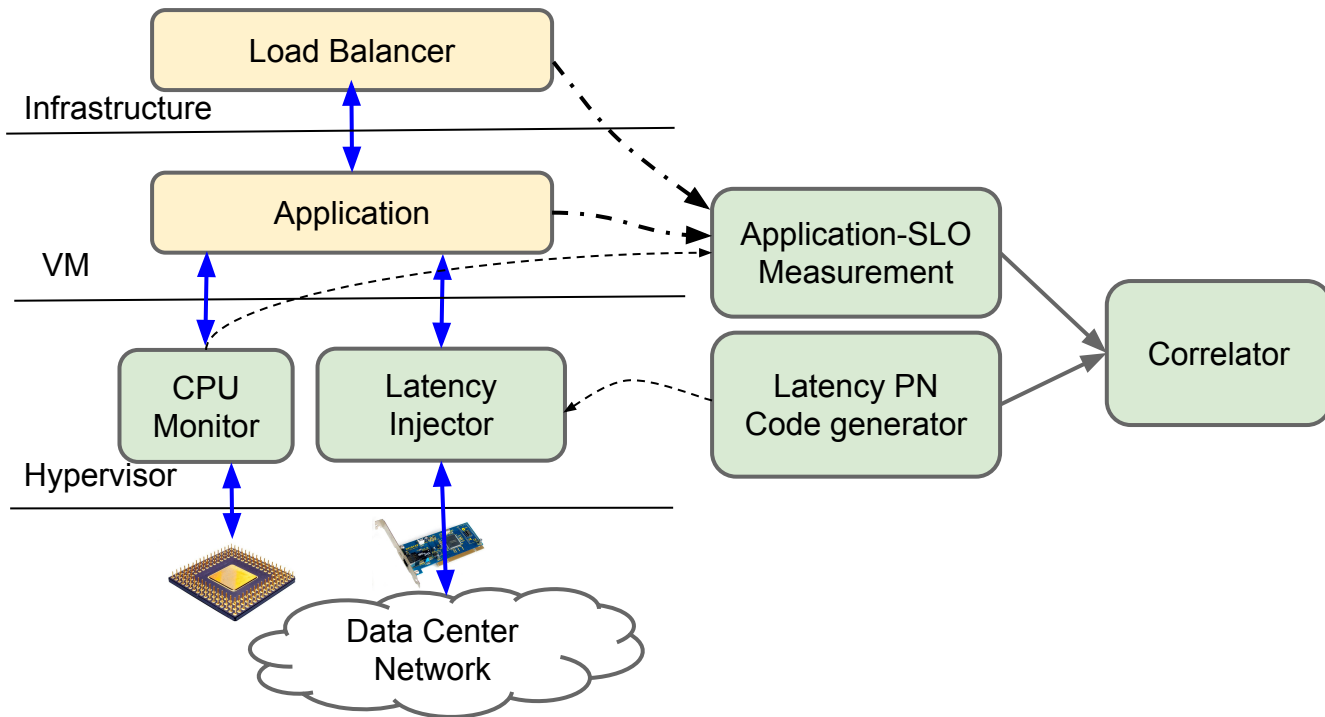 Load Balancer
Infrastructure
Application
VM
Application-SLO
Measurement
CPU
Monitor
Latency
Injector
Latency PN
Code generator
Correlator
Hypervisor
Data Center
Network